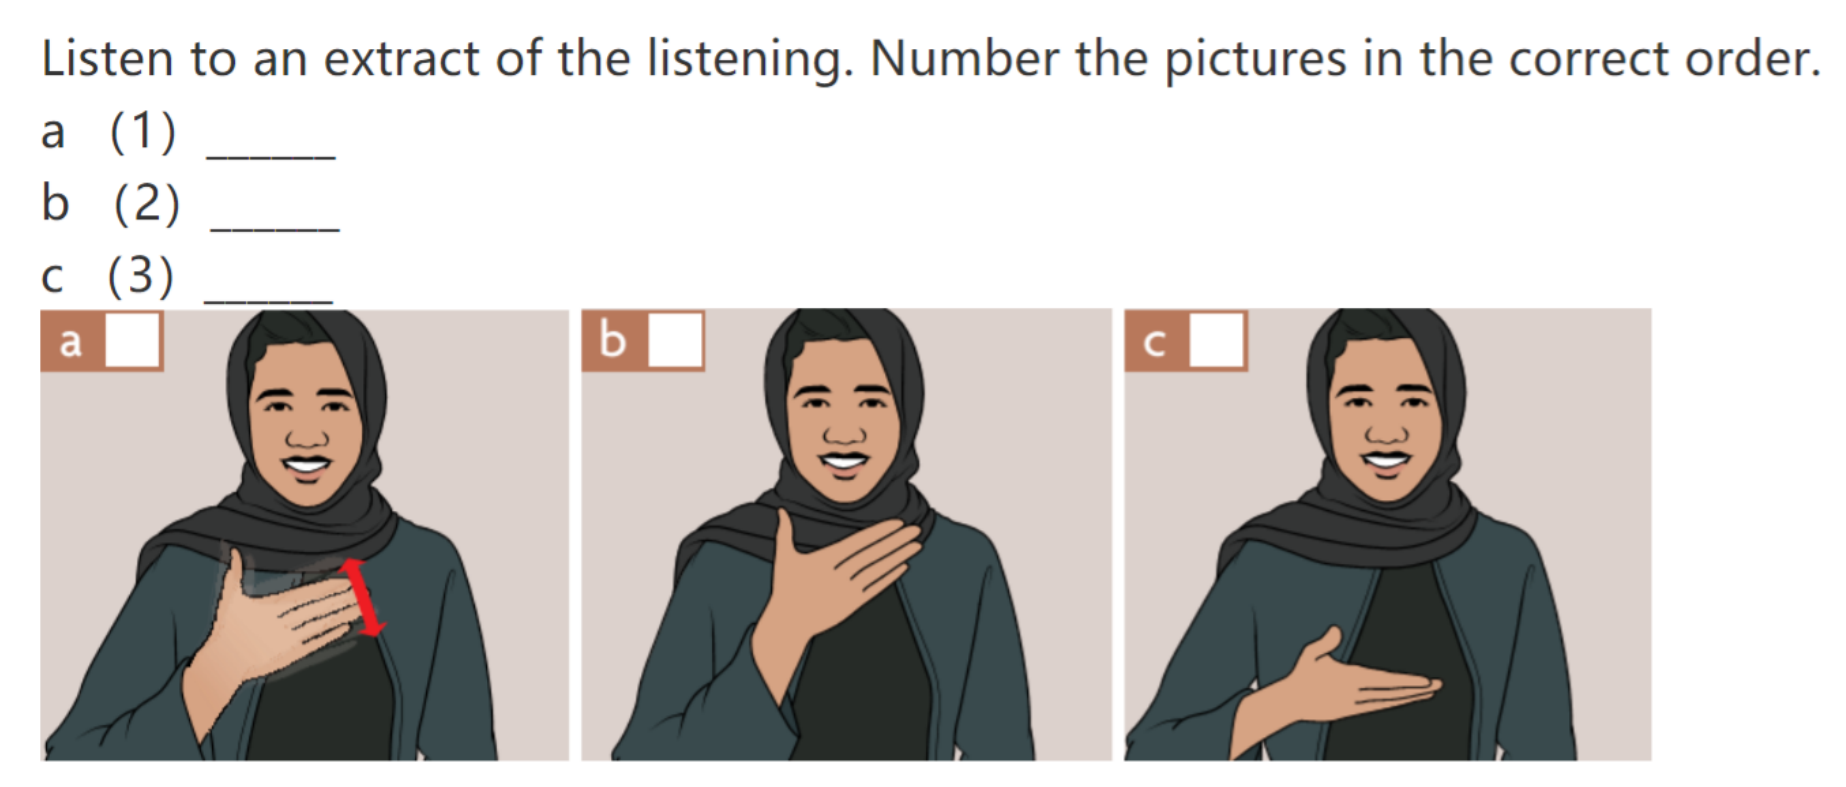 Listen to an extract of the listening. Number the pictures in the correct order.
a (1) ______
b (2) ______
c (3) ______
a
b
c